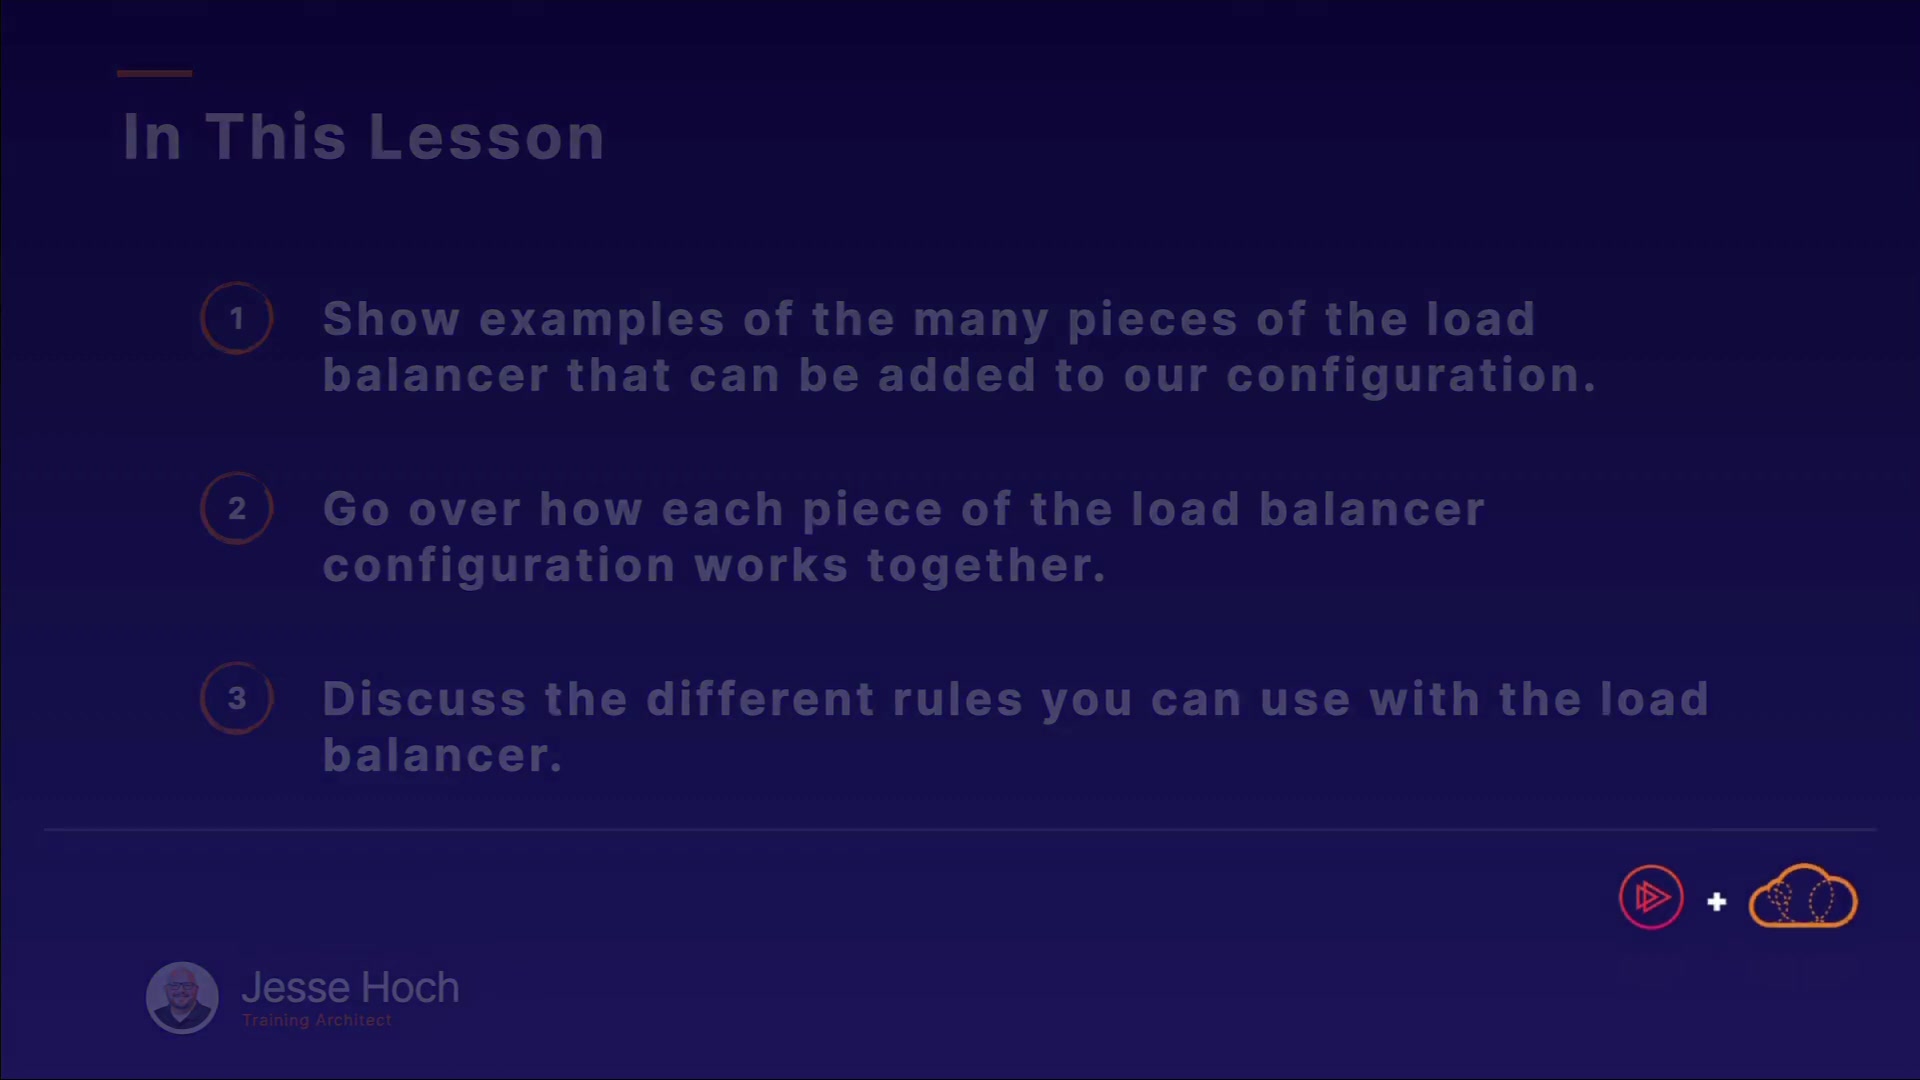 In This Lesson
1
Show examples of the many pieces of the load
balancer that can be added to our configuration.
2
Go over how each piece of the load balancer
configuration works together.
3
Discuss the different rules you can use with the load
balancer.
+
Jesse Hoch
Training Architect